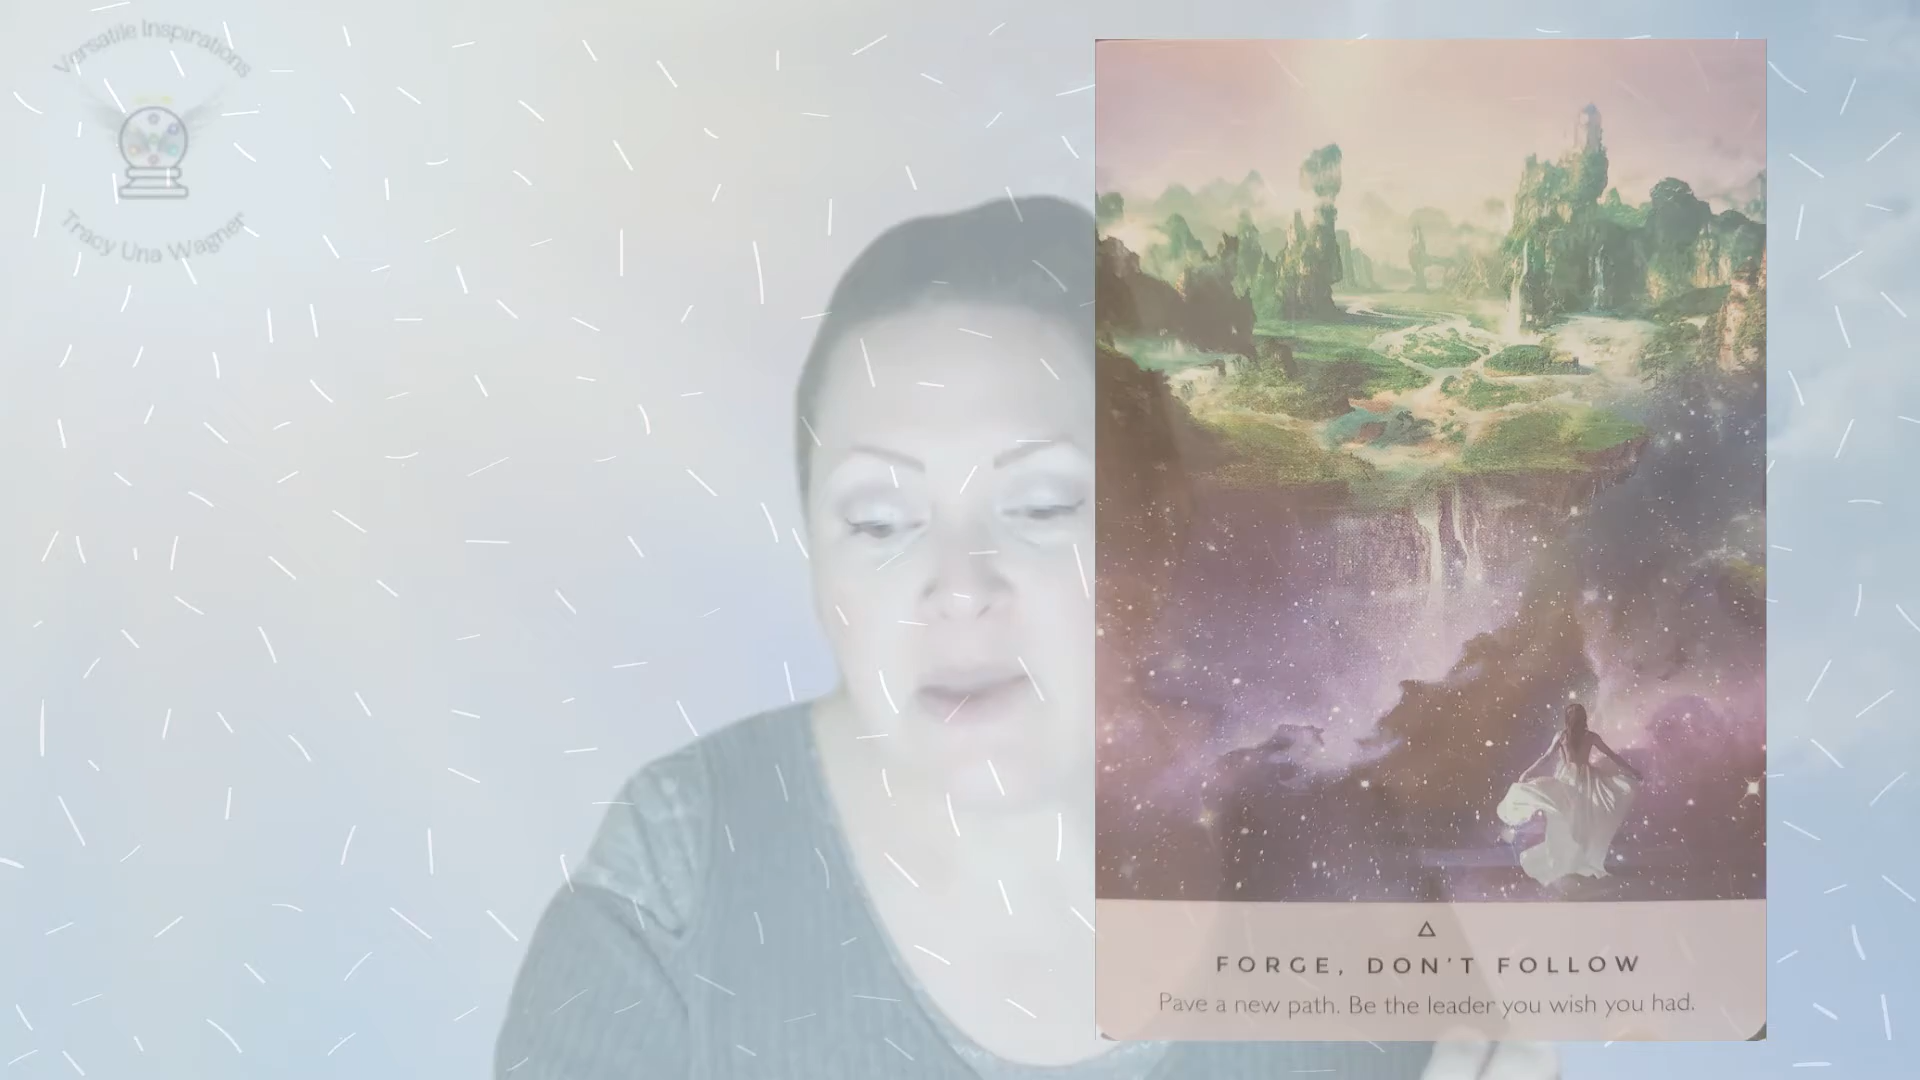 Versatile Inspirations
Tracy Una Wagner
FORGE, DON'T FOLLOW
Pave a new path. Be the leader you wish you had.